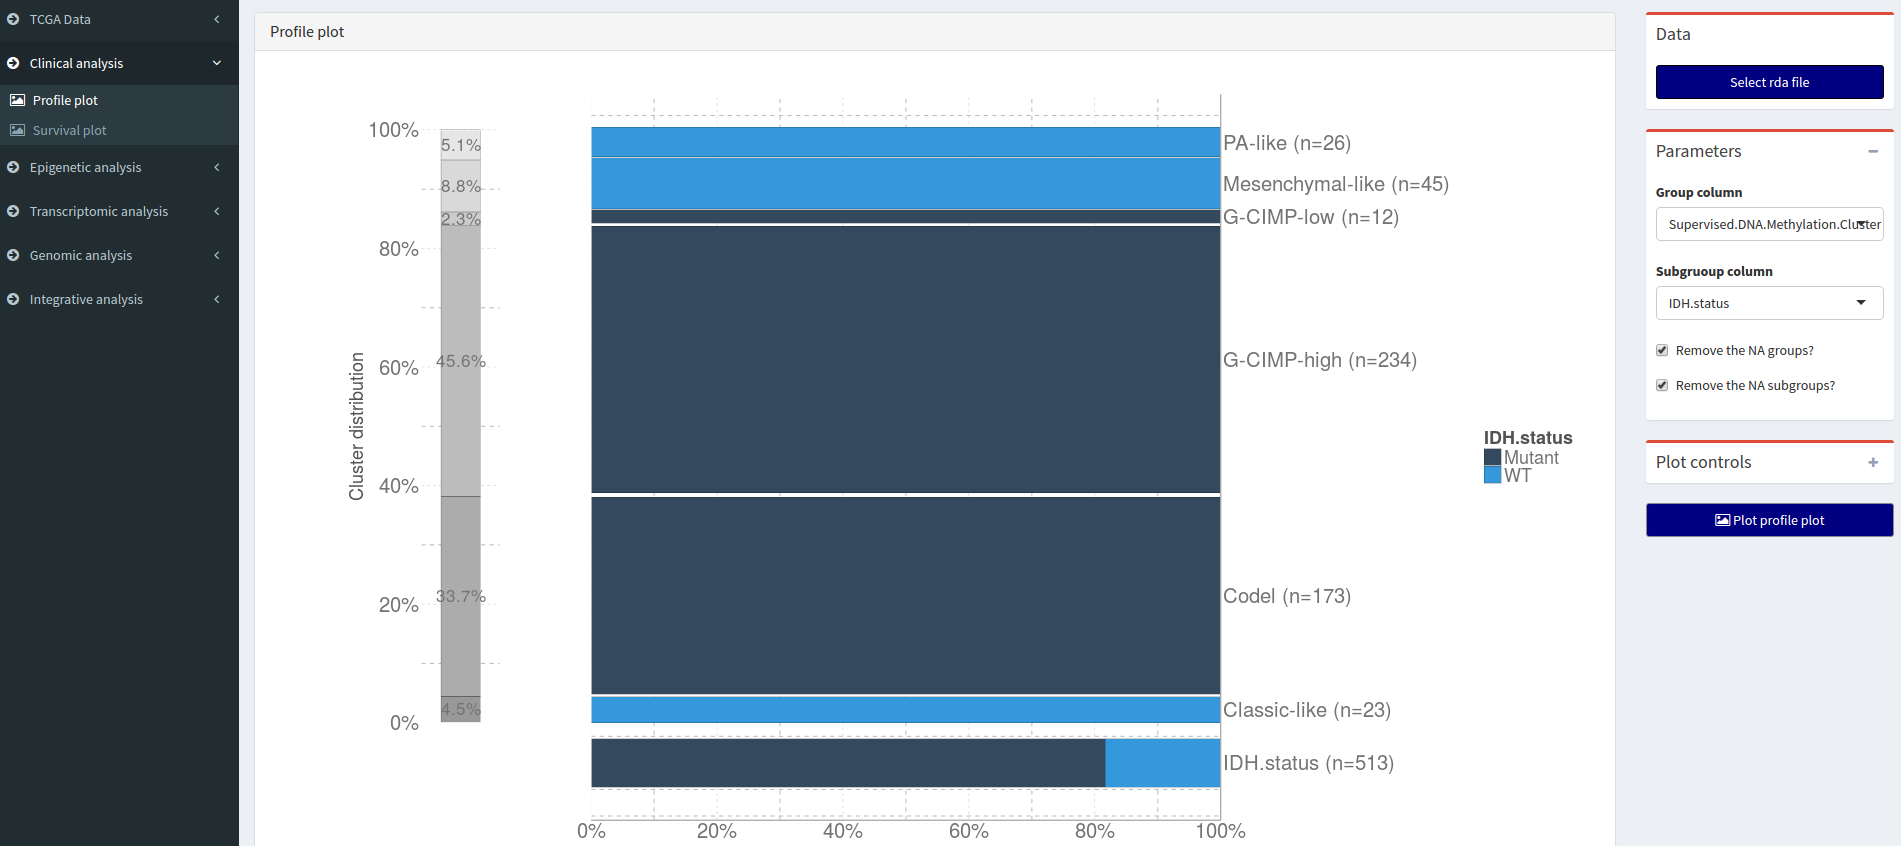 TCGA Data
Clinical analysis
Profile plot
Survival plot
Epigenetic analysis
Transcriptomic analysis
Genomic analysis
Integrative analysis
Profile plot
Cluster distribution
100%
80%
60%
40%
20%
0%
5.1%
8.8%
2.3%
45.6%
33.7%
4.5%
PA-like (n=26)
Mesenchymal-like (n=45)
G-CIMP-low (n=12)
G-CIMP-high (n=234)
Codel (n=173)
Classic-like (n=23)
IDH.status (n=513)
0% 20% 40% 60% 80% 100%
IDH.status
Mutant
WT
Data
Select rda file
Parameters
Group column
Supervised.DNA.Methylation.Cluster
Subgruoup column
IDH.status
Remove the NA groups?
Remove the NA subgroups?
Plot controls
Plot profile plot